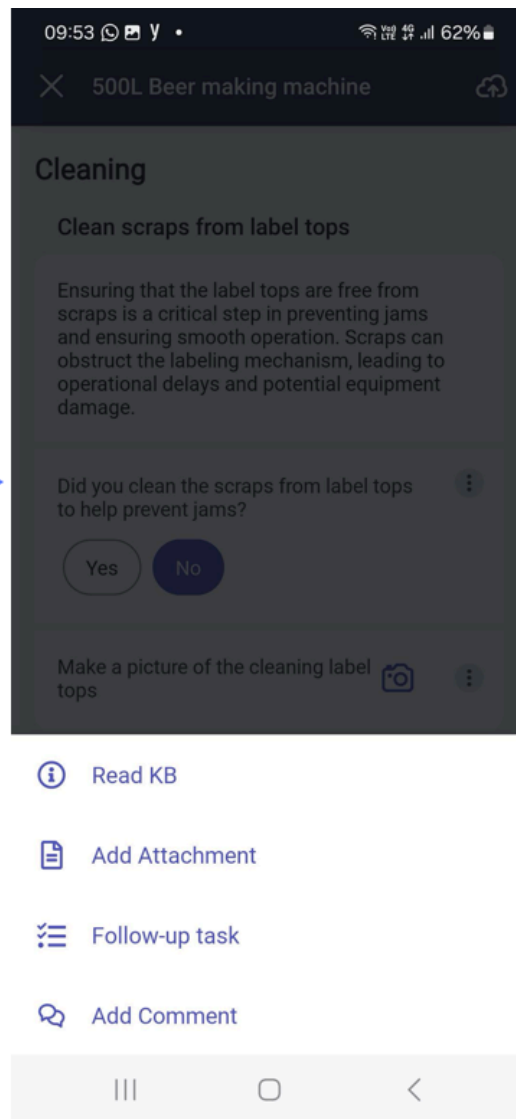 09:53 y • VoD LTE 4G 62%
500L Beer making machine
Cleaning
Clean scraps from label tops
Ensuring that the label tops are free from
scraps is a critical step in preventing jams
and ensuring smooth operation. Scraps can
obstruct the labeling mechanism, leading to
operational delays and potential equipment
damage.
Did you clean the scraps from label tops
to help prevent jams?
Yes No
Make a picture of the cleaning label
tops
Read KB
Add Attachment
Follow-up task
Add Comment